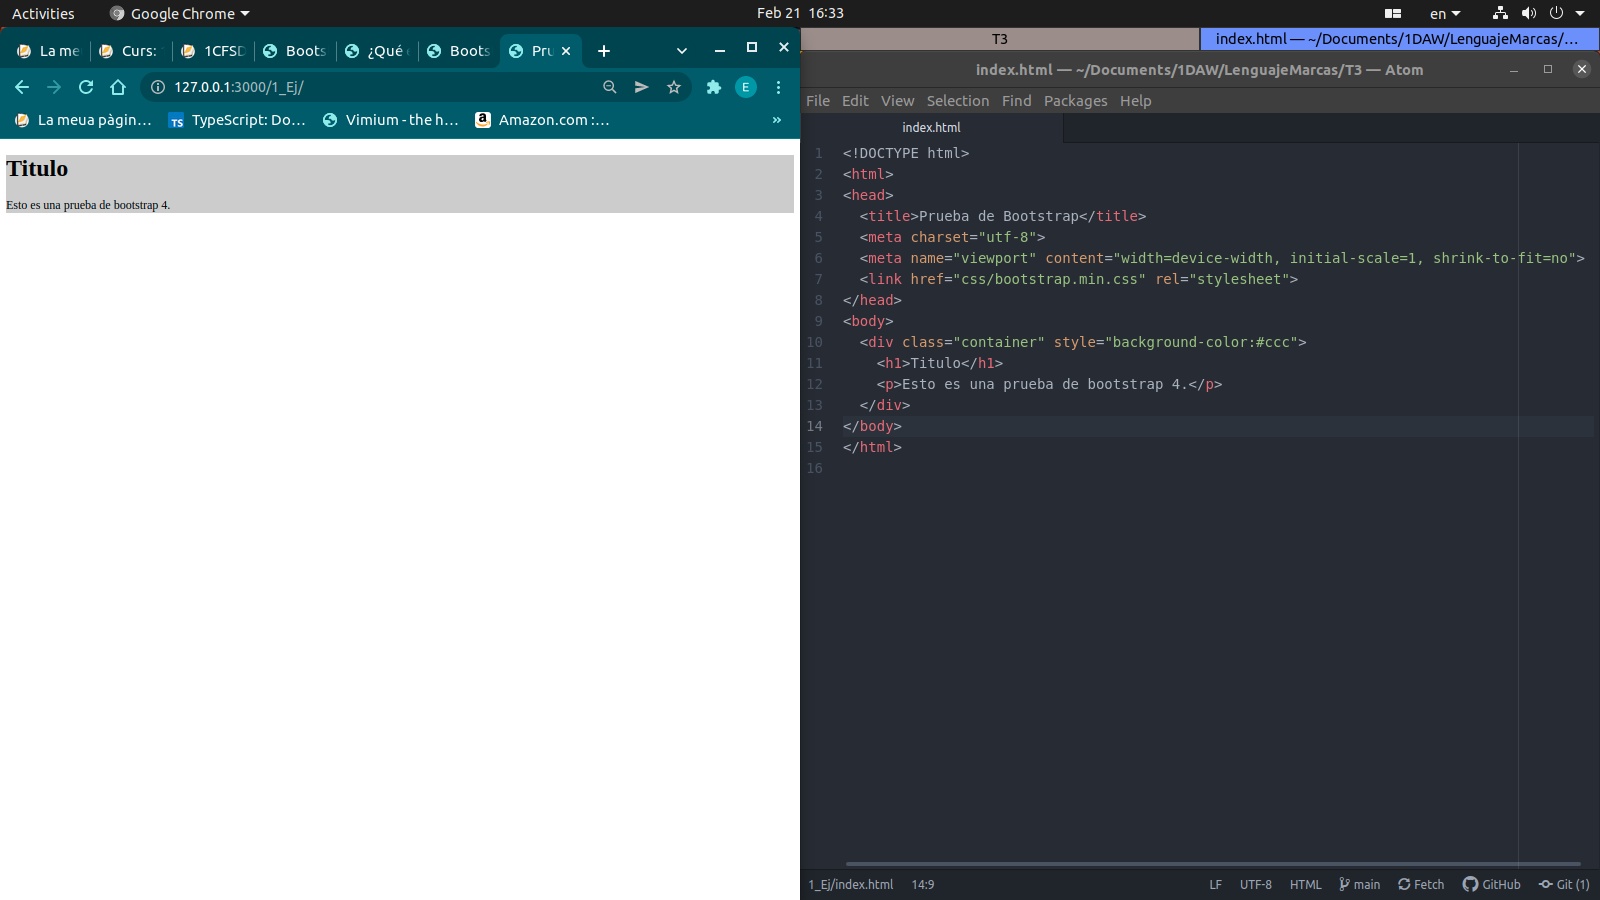 Activities
Google Chrome
Feb 21 16:33
en
La me
Curs:
1CFSD
Boots
¿Qué
Boots
Pru
127.0.0.1:3000/1_Ej/
E
La meua pàgin…
TS
TypeScript: Do…
Vimium - the h…
a
Amazon.com :…
»
Titulo
Esto es una prueba de bootstrap 4.
T3
index.html — ~/Documents/1DAW/LenguajeMarcas/…
index.html — ~/Documents/1DAW/LenguajeMarcas/T3 — Atom
File Edit View Selection Find Packages Help
index.html
1 <!DOCTYPE html>
2 <html>
3 <head>
4 <title>Prueba de Bootstrap</title>
5 <meta charset="utf-8">
6 <meta name="viewport" content="width=device-width, initial-scale=1, shrink-to-fit=no">
7 <link href="css/bootstrap.min.css" rel="stylesheet">
8 </head>
9 <body>
10 <div class="container" style="background-color:#ccc">
11 <h1>Titulo</h1>
12 <p>Esto es una prueba de bootstrap 4.</p>
13 </div>
14 </body>
15 </html>
16
1_Ej/index.html 14:9
LF UTF-8 HTML main Fetch GitHub Git (1)